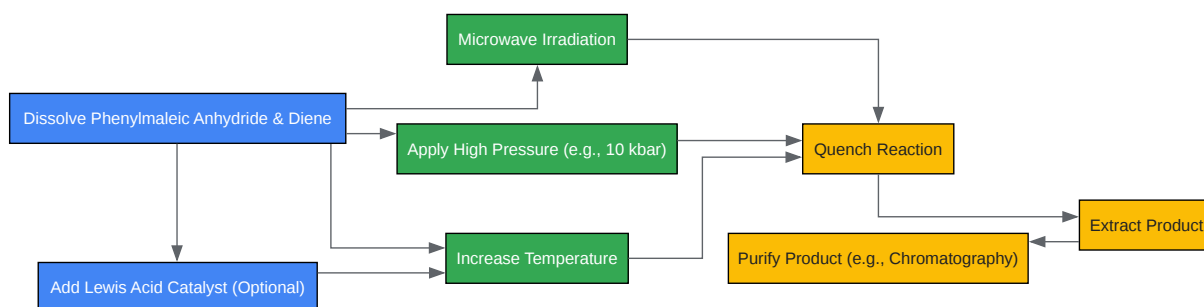 Microwave Irradiation
Dissolve Phenylmaleic Anhydride & Diene
Apply High Pressure (e.g., 10 kbar)
Quench Reaction
Extract Product
Increase Temperature
Purify Product (e.g., Chromatography)
Add Lewis Acid Catalyst (Optional)